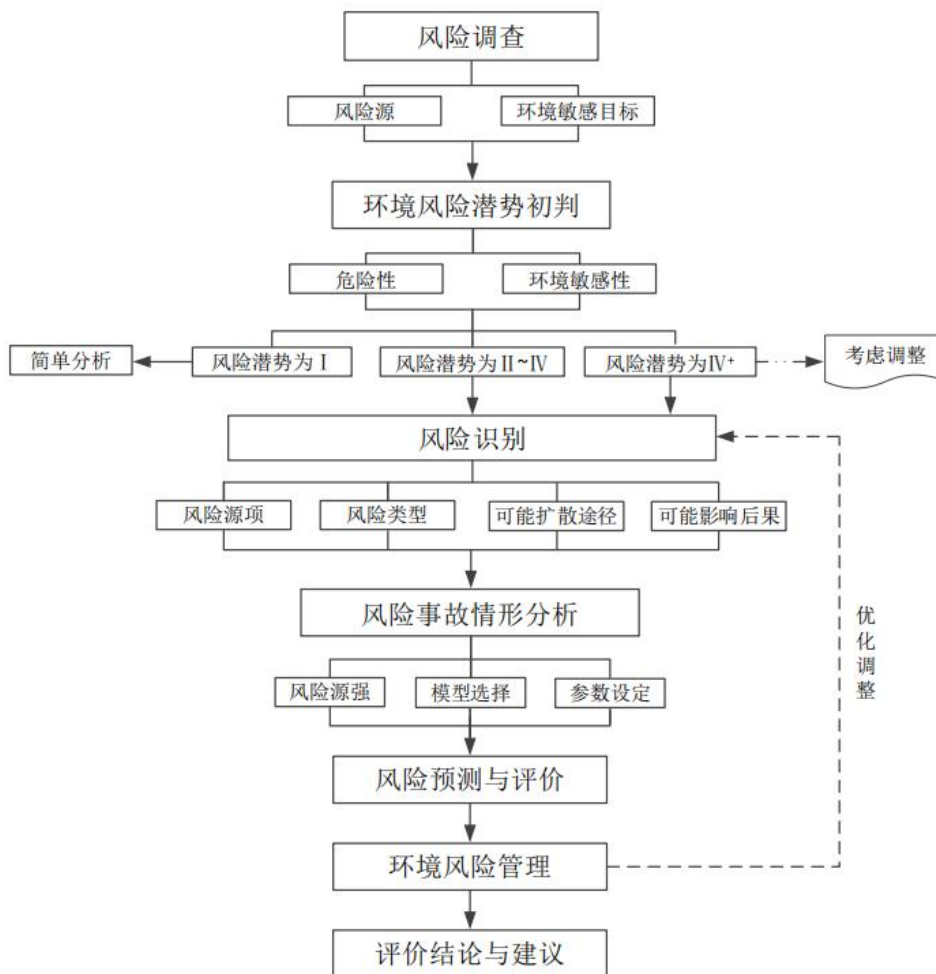 风险调查
风险源
环境敏感目标
环境风险潜势初判
危险性
环境敏感性
简单分析
风险潜势为Ⅰ
风险潜势为Ⅱ~Ⅳ
风险潜势为Ⅳ+
考虑调整
风险识别
风险源项
风险类型
可能扩散途径
可能影响后果
风险事故情形分析
优化调整
风险源强
模型选择
参数设定
风险预测与评价
环境风险管理
评价结论与建议